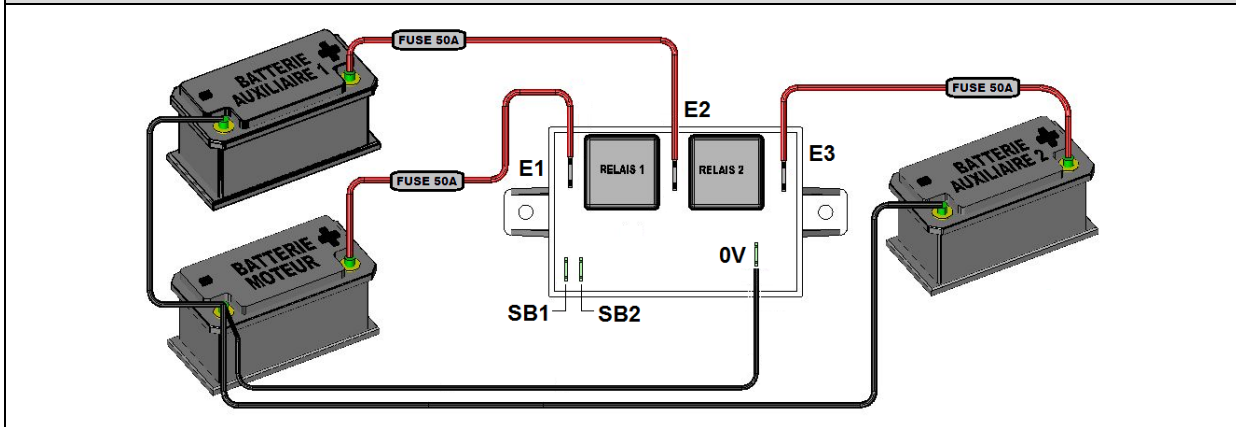 FUSE 50A
BATTERIE
AUXILIAIRE 1
FUSE 50A
E2
E1
RELAIS 1
RELAIS 2
E3
BATTERIE
AUXILIAIRE 2
FUSE 50A
BATTERIE
MOTEUR
0V
SB1
SB2